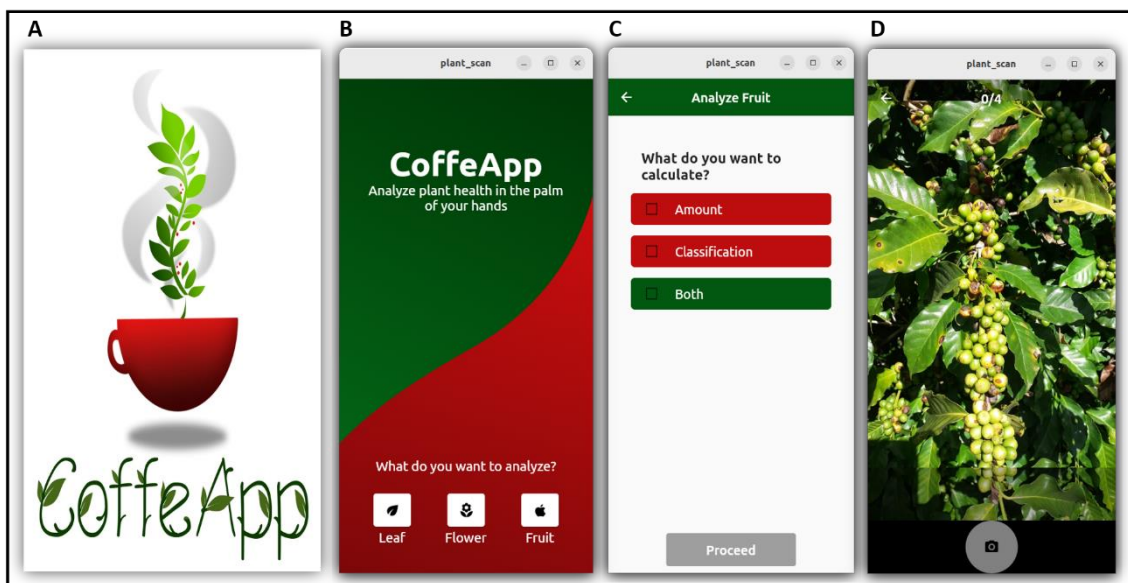 A
CoffeApp
B
plant_scan
CoffeApp
Analyze plant health in the palm
of your hands
What do you want to analyze?
Leaf Flower Fruit
C
plant_scan
Analyze Fruit
What do you want to
calculate?
Amount
Classification
Both
Proceed
D
plant_scan
0/4